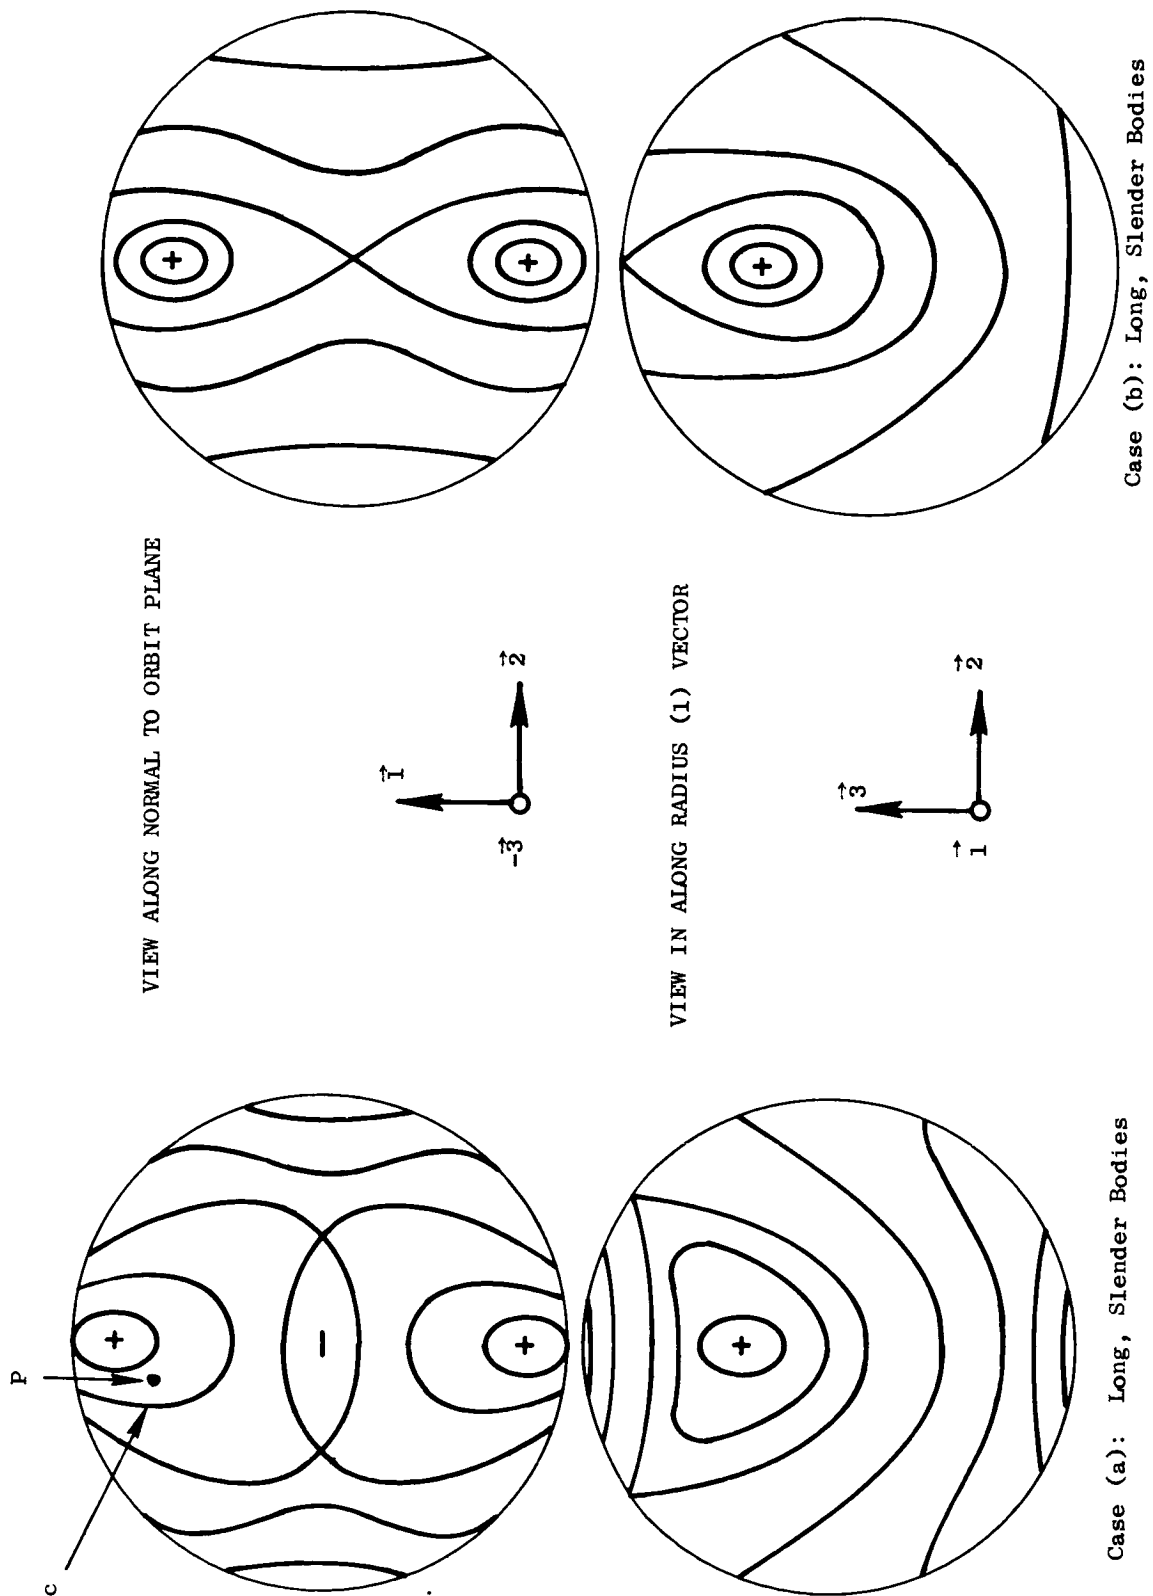 P
c
+
−
+
+
+
VIEW ALONG NORMAL TO ORBIT PLANE
→1
→2
-→3
+
VIEW IN ALONG RADIUS (1) VECTOR
→3
→2
→1
+
Case (a): Long, Slender Bodies
Case (b): Long, Slender Bodies